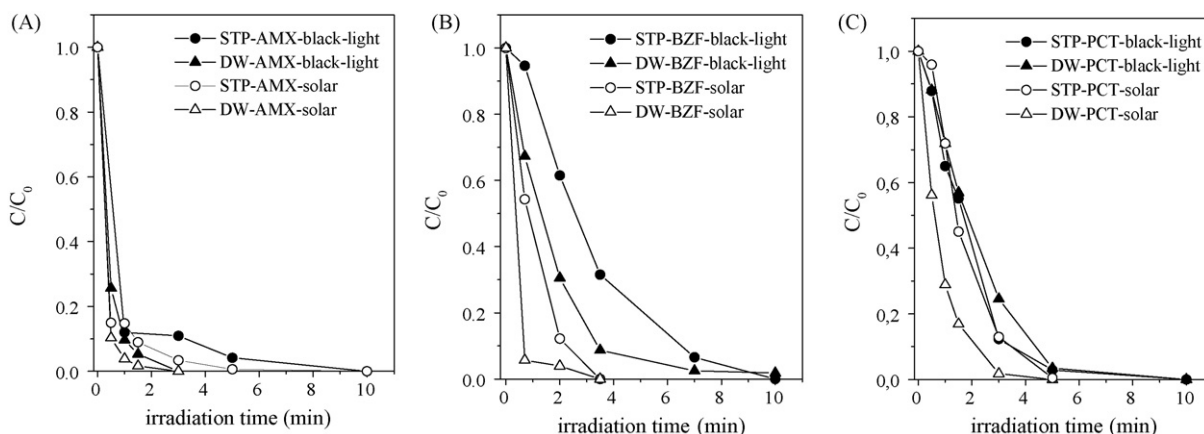 (A)
STP-AMX-black-light
DW-AMX-black-light
STP-AMX-solar
DW-AMX-solar
C/C0
1.0
0.8
0.6
0.4
0.2
0.0
0 2 4 6 8 10
irradiation time (min)
(B)
STP-BZF-black-light
DW-BZF-black-light
STP-BZF-solar
DW-BZF-solar
C/C0
1.0
0.8
0.6
0.4
0.2
0.0
0 2 4 6 8 10
irradiation time (min)
(C)
STP-PCT-black-light
DW-PCT-black-light
STP-PCT-solar
DW-PCT-solar
C/C0
1,0
0,8
0,6
0,4
0,2
0,0
0 2 4 6 8 10
irradiation time (min)